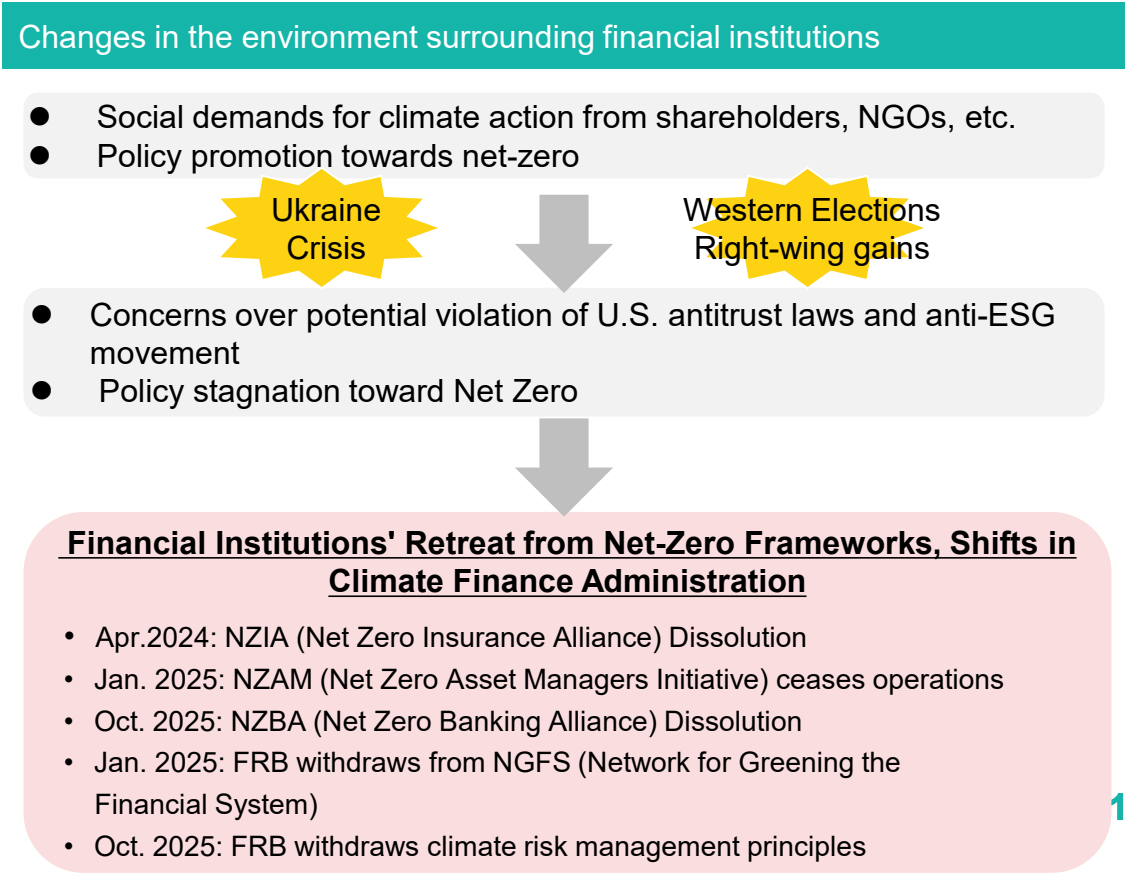 Changes in the environment surrounding financial institutions
● Social demands for climate action from shareholders, NGOs, etc.
● Policy promotion towards net-zero
Ukraine
Crisis
Western Elections
Right-wing gains
● Concerns over potential violation of U.S. antitrust laws and anti-ESG
movement
● Policy stagnation toward Net Zero
Financial Institutions' Retreat from Net-Zero Frameworks, Shifts in
Climate Finance Administration
• Apr.2024: NZIA (Net Zero Insurance Alliance) Dissolution
• Jan. 2025: NZAM (Net Zero Asset Managers Initiative) ceases operations
• Oct. 2025: NZBA (Net Zero Banking Alliance) Dissolution
• Jan. 2025: FRB withdraws from NGFS (Network for Greening the
Financial System)
• Oct. 2025: FRB withdraws climate risk management principles
1